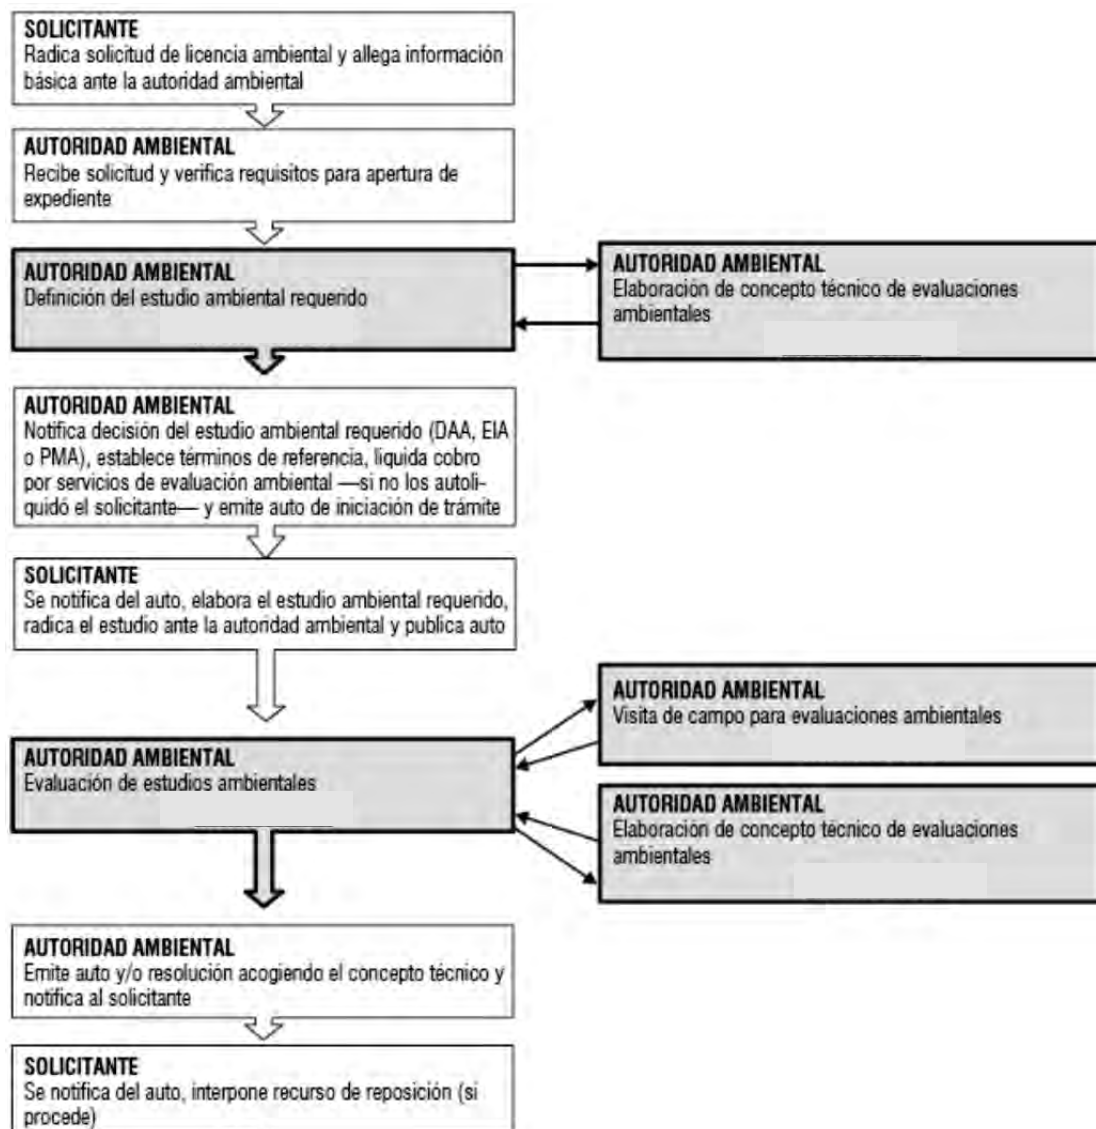 SOLICITANTE
Radica solicitud de licencia ambiental y allega información
básica ante la autoridad ambiental
AUTORIDAD AMBIENTAL
Recibe solicitud y verifica requisitos para apertura de
expediente
AUTORIDAD AMBIENTAL
Definición del estudio ambiental requerido
AUTORIDAD AMBIENTAL
Elaboración de concepto técnico de evaluaciones
ambientales
AUTORIDAD AMBIENTAL
Notifica decisión del estudio ambiental requerido (DAA, EIA
o PMA), establece términos de referencia, liquida cobro
por servicios de evaluación ambiental —si no los autoli-
quidó el solicitante— y emite auto de iniciación de trámite
SOLICITANTE
Se notifica del auto, elabora el estudio ambiental requerido,
radica el estudio ante la autoridad ambiental y publica auto
AUTORIDAD AMBIENTAL
Evaluación de estudios ambientales
AUTORIDAD AMBIENTAL
Visita de campo para evaluaciones ambientales
AUTORIDAD AMBIENTAL
Elaboración de concepto técnico de evaluaciones
ambientales
AUTORIDAD AMBIENTAL
Emite auto y/o resolución acogiendo el concepto técnico y
notifica al solicitante
SOLICITANTE
Se notifica del auto, interpone recurso de reposición (si
procede)